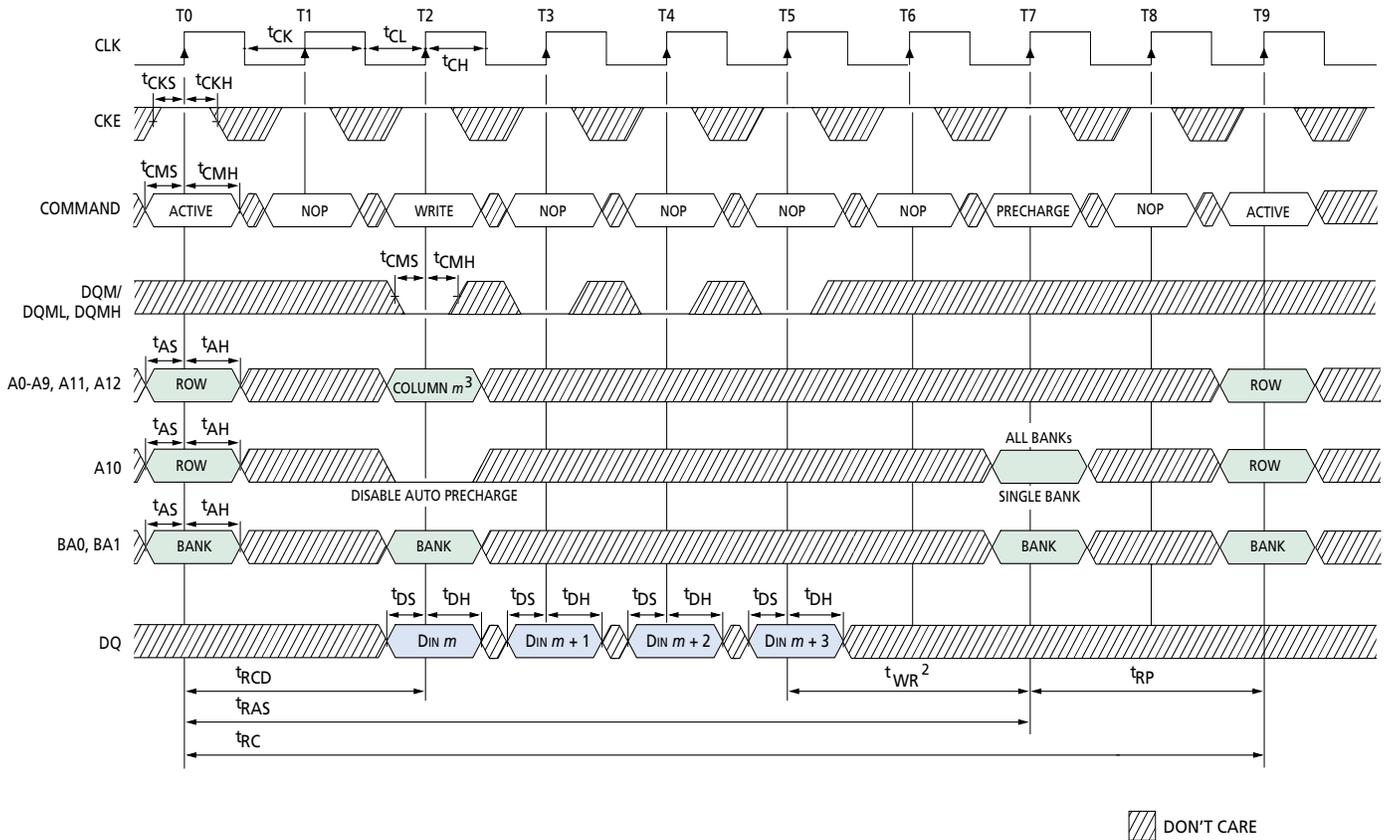 T0 T1 T2 T3 T4 T5 T6 T7 T8 T9
CLK
tCK tCL
tCH
tCKS tCKH
CKE
tCMS tCMH
COMMAND ACTIVE NOP WRITE NOP NOP NOP NOP PRECHARGE NOP ACTIVE
tCMS tCMH
DQM/
DQML, DQMH
tAS tAH
A0-A9, A11, A12 ROW COLUMN m3 ROW
tAS tAH
ALL BANKs
A10 ROW ROW
DISABLE AUTO PRECHARGE SINGLE BANK
tAS tAH
BA0, BA1 BANK BANK BANK BANK
tDS tDH tDS tDH tDS tDH tDS tDH
DQ DIN m DIN m + 1 DIN m + 2 DIN m + 3
tRCD tWR2 tRP
tRAS
tRC
DON'T CARE